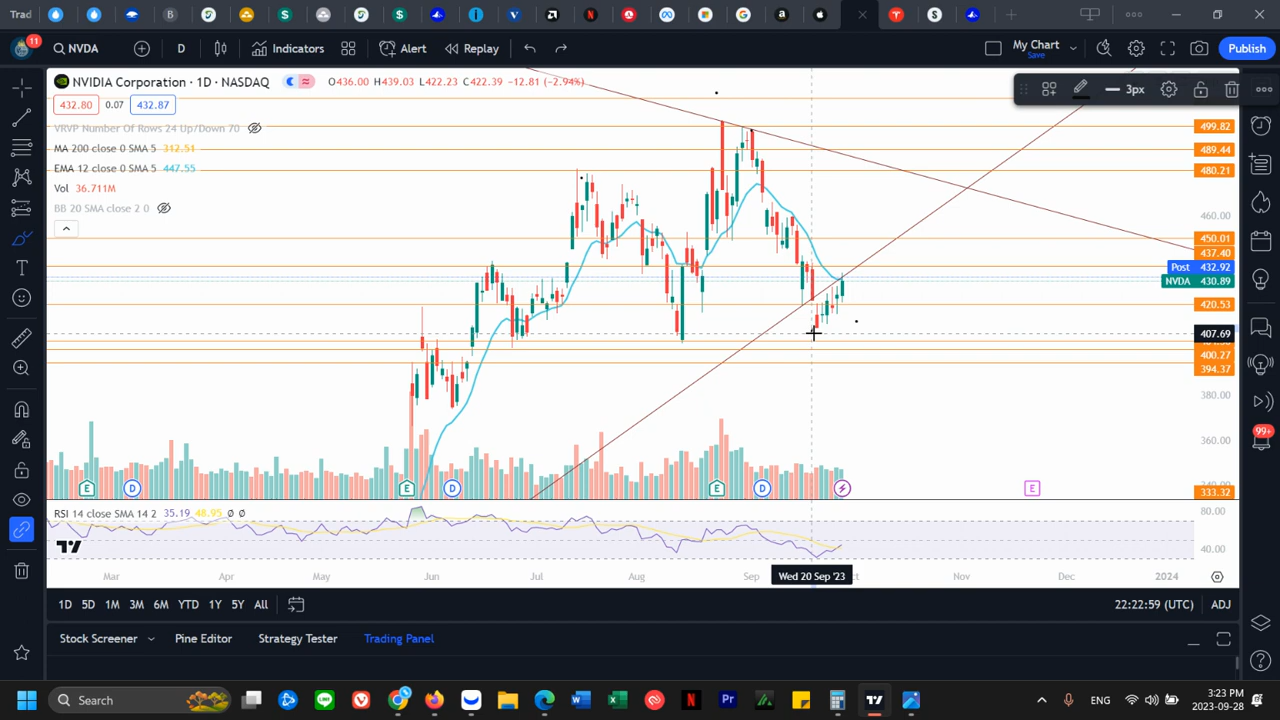 Trad
11
NVDA
D
Indicators
Alert
Replay
My Chart
Save
Publish
NVIDIA Corporation · 1D · NASDAQ
O436.00 H439.03 L422.23 C422.39 −12.81 (−2.94%)
432.80
0.07
432.87
3px
VRVP Number Of Rows 24 Up/Down 70
MA 200 close 0 SMA 5 312.51
EMA 12 close 0 SMA 5 447.55
Vol 36.711M
BB 20 SMA close 2 0
499.82
489.44
480.21
460.00
450.01
437.40
Post 432.92
NVDA 430.89
420.53
407.69
400.27
394.37
380.00
360.00
333.32
99+
E
D
E
D
E
D
E
RSI 14 close SMA 14 2 35.19 48.95 Ø Ø
80.00
40.00
Mar
Apr
May
Jun
Jul
Aug
Sep
Wed 20 Sep '23
Nov
Dec
2024
1D
5D
1M
3M
6M
YTD
1Y
5Y
All
22:22:59 (UTC)
ADJ
Stock Screener
Pine Editor
Strategy Tester
Trading Panel
Search
ENG
3:23 PM
2023-09-28